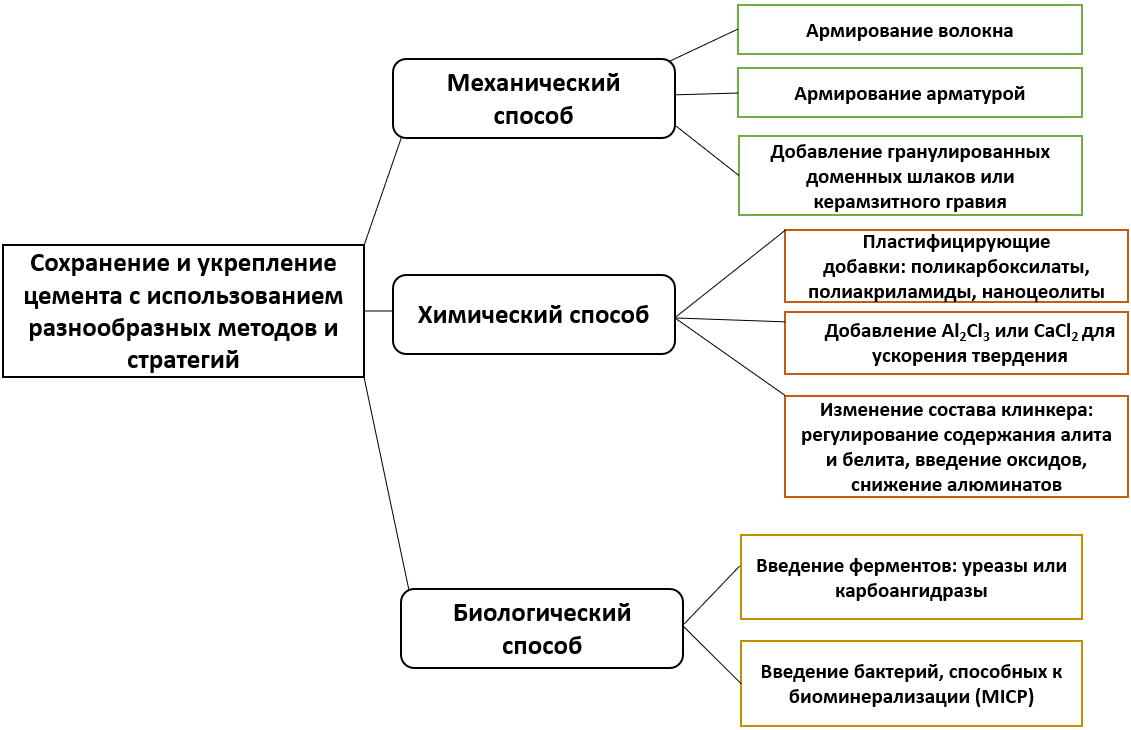 Сохранение и укрепление
цемента с использованием
разнообразных методов и
стратегий
Механический
способ
Армирование волокна
Армирование арматурой
Добавление гранулированных
доменных шлаков или
керамзитного гравия
Химический способ
Пластифицирующие
добавки: поликарбоксилаты,
полиакриламиды, наноцеолиты
Добавление Al₂Cl₃ или CaCl₂ для
ускорения твердения
Изменение состава клинкера:
регулирование содержания алита
и белита, введение оксидов,
снижение алюминатов
Биологический
способ
Введение ферментов: уреазы или
карбоангидразы
Введение бактерий, способных к
биоминерализации (MICP)